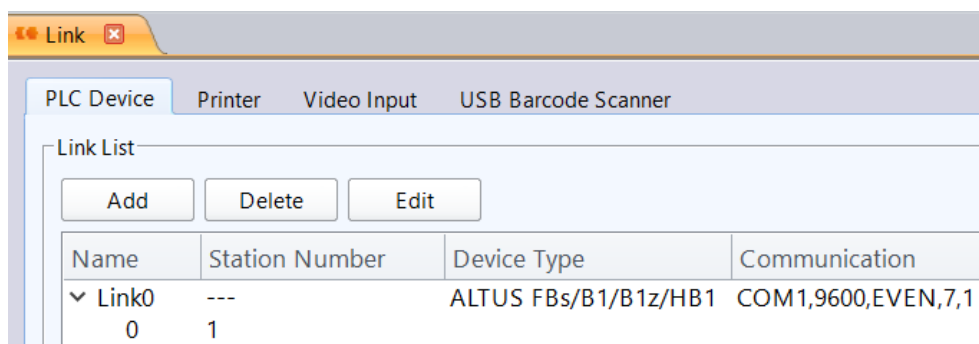 Link
PLC Device Printer Video Input USB Barcode Scanner
Link List
Add Delete Edit
Name Station Number Device Type Communication
Link0 --- ALTUS FBs/B1/B1z/HB1 COM1,9600,EVEN,7,1
0 1